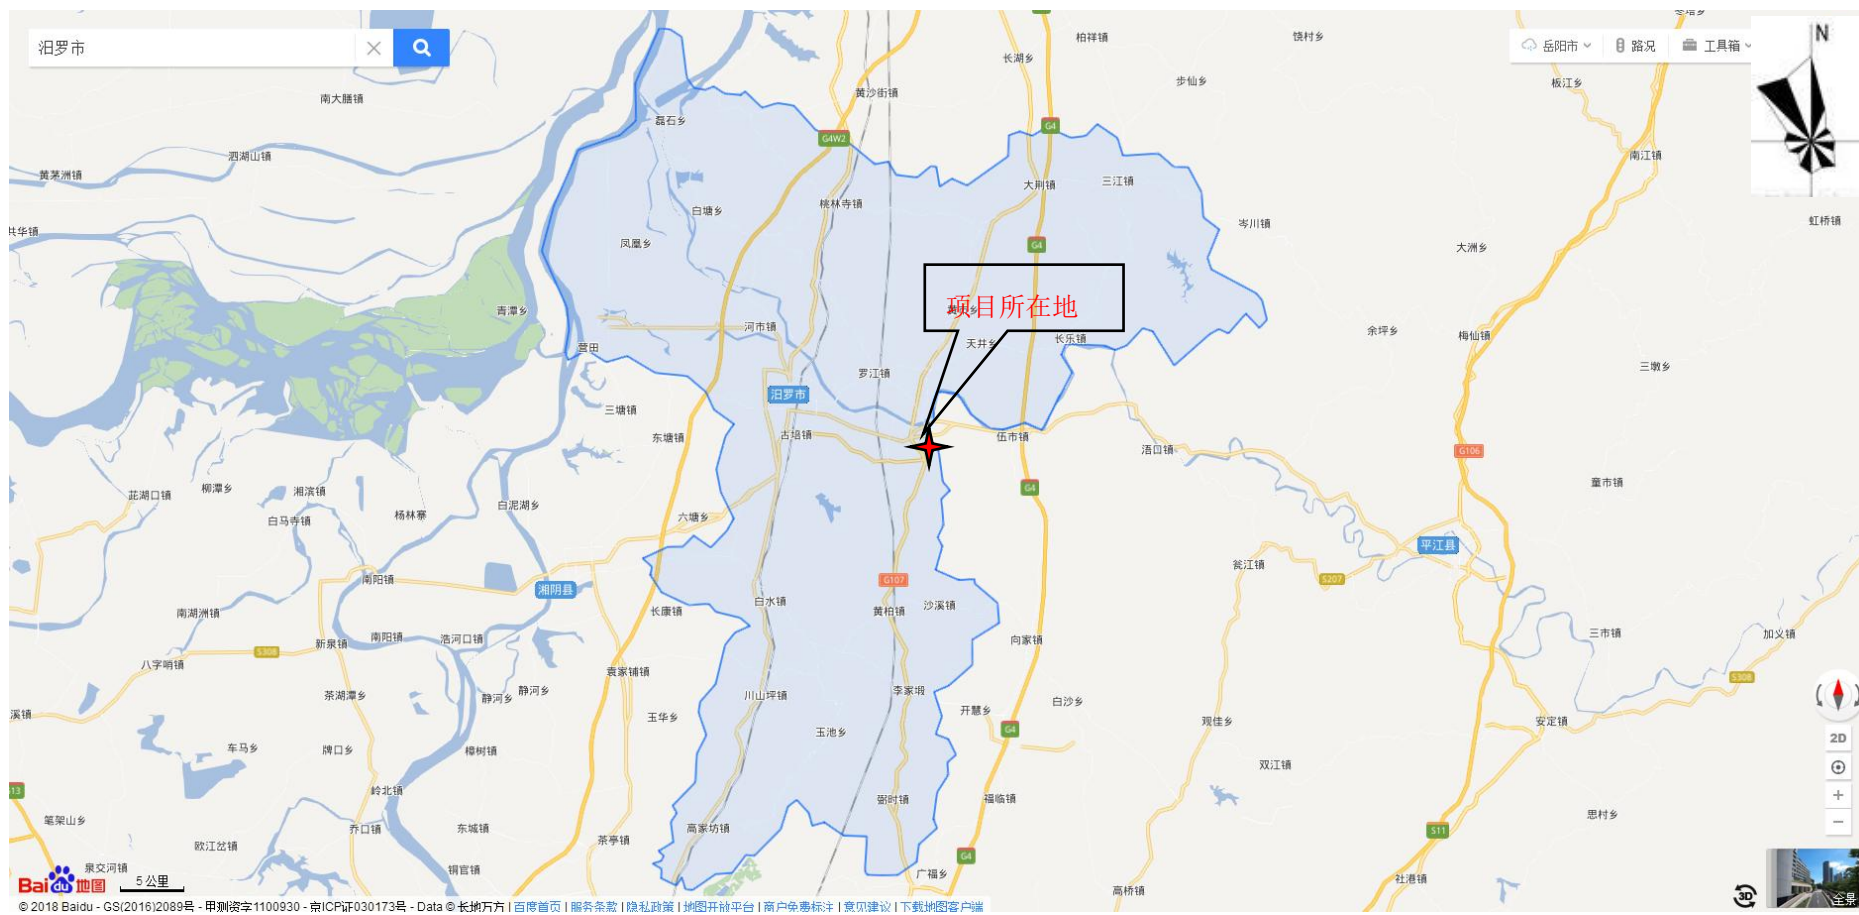 岑塔乡
汨罗市
岳阳市
路况
工具箱
N
柏祥镇
饶村乡
长湖乡
步仙乡
板江乡
南大膳镇
黄沙街镇
磊石乡
G4
G4W2
泗湖山镇
南江镇
黄茅洲镇
大荆镇
三江镇
桃林寺镇
白塘乡
岑川镇
虹桥镇
共华镇
凤凰乡
G4
大洲乡
项目所在地
青潭乡
河市镇
余坪乡
梅仙镇
天井乡
长乐镇
营田
三墩乡
罗江镇
汨罗市
三塘镇
东塘镇
古培镇
伍市镇
浯口镇
G106
童市镇
柳潭乡
湘滨镇
芷湖口镇
G4
白泥湖乡
杨林寨
白马寺镇
六塘乡
平江县
瓮江镇
南阳镇
G107
S207
湘阴县
白水镇
沙溪镇
南湖洲镇
长康镇
黄柏镇
三市镇
加义镇
南阳镇
浩河口镇
新泉镇
向家镇
S308
八字哨镇
袁家铺镇
S308
静河乡
静河乡
茶湖潭乡
川山坪镇
李家塅
白沙乡
溪镇
玉华乡
开慧乡
观佳乡
安定镇
G4
玉池乡
2D
车马乡
牌口乡
樟树镇
双江镇
岭北镇
弼时镇
福临镇
思村乡
笔架山乡
乔口镇
东城镇
高家坊镇
S11
茶亭镇
欧江岔镇
G4
泉交河镇
铜官镇
广福乡
社港镇
高桥镇
Bai du 地图
5 公里
3D
全景
© 2018 Baidu - GS(2016)2089号 - 甲测资字1100930 - 京ICP证030173号 - Data © 长地万方 | 百度首页 | 服务条款 | 隐私政策 | 地图开放平台 | 商户免费标注 | 意见建议 | 下载地图客户端